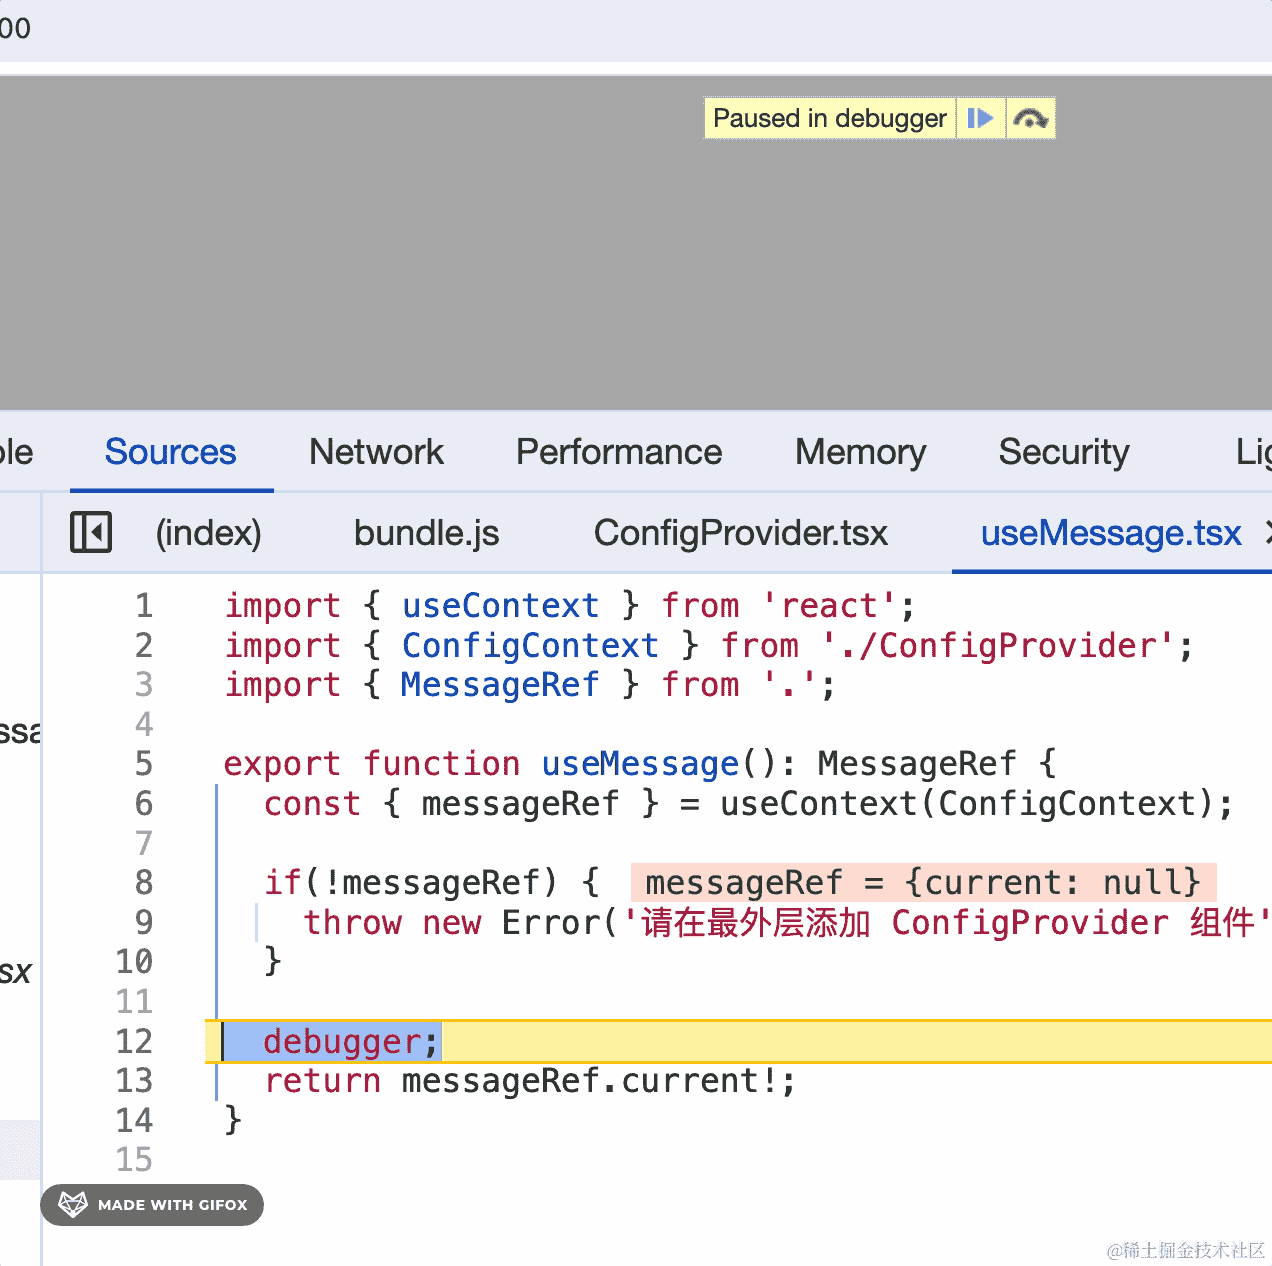 00
Paused in debugger
ole Sources Network Performance Memory Security Lig
(index) bundle.js ConfigProvider.tsx useMessage.tsx
1 import { useContext } from 'react';
2 import { ConfigContext } from './ConfigProvider';
3 import { MessageRef } from '.';
4
5 export function useMessage(): MessageRef {
6 const { messageRef } = useContext(ConfigContext);
7
8 if(!messageRef) { messageRef = {current: null}
9 throw new Error('请在最外层添加 ConfigProvider 组件'
10 }
11
12 debugger;
13 return messageRef.current!;
14 }
15
ssa
sx
MADE WITH GIFOX
@稀土掘金技术社区